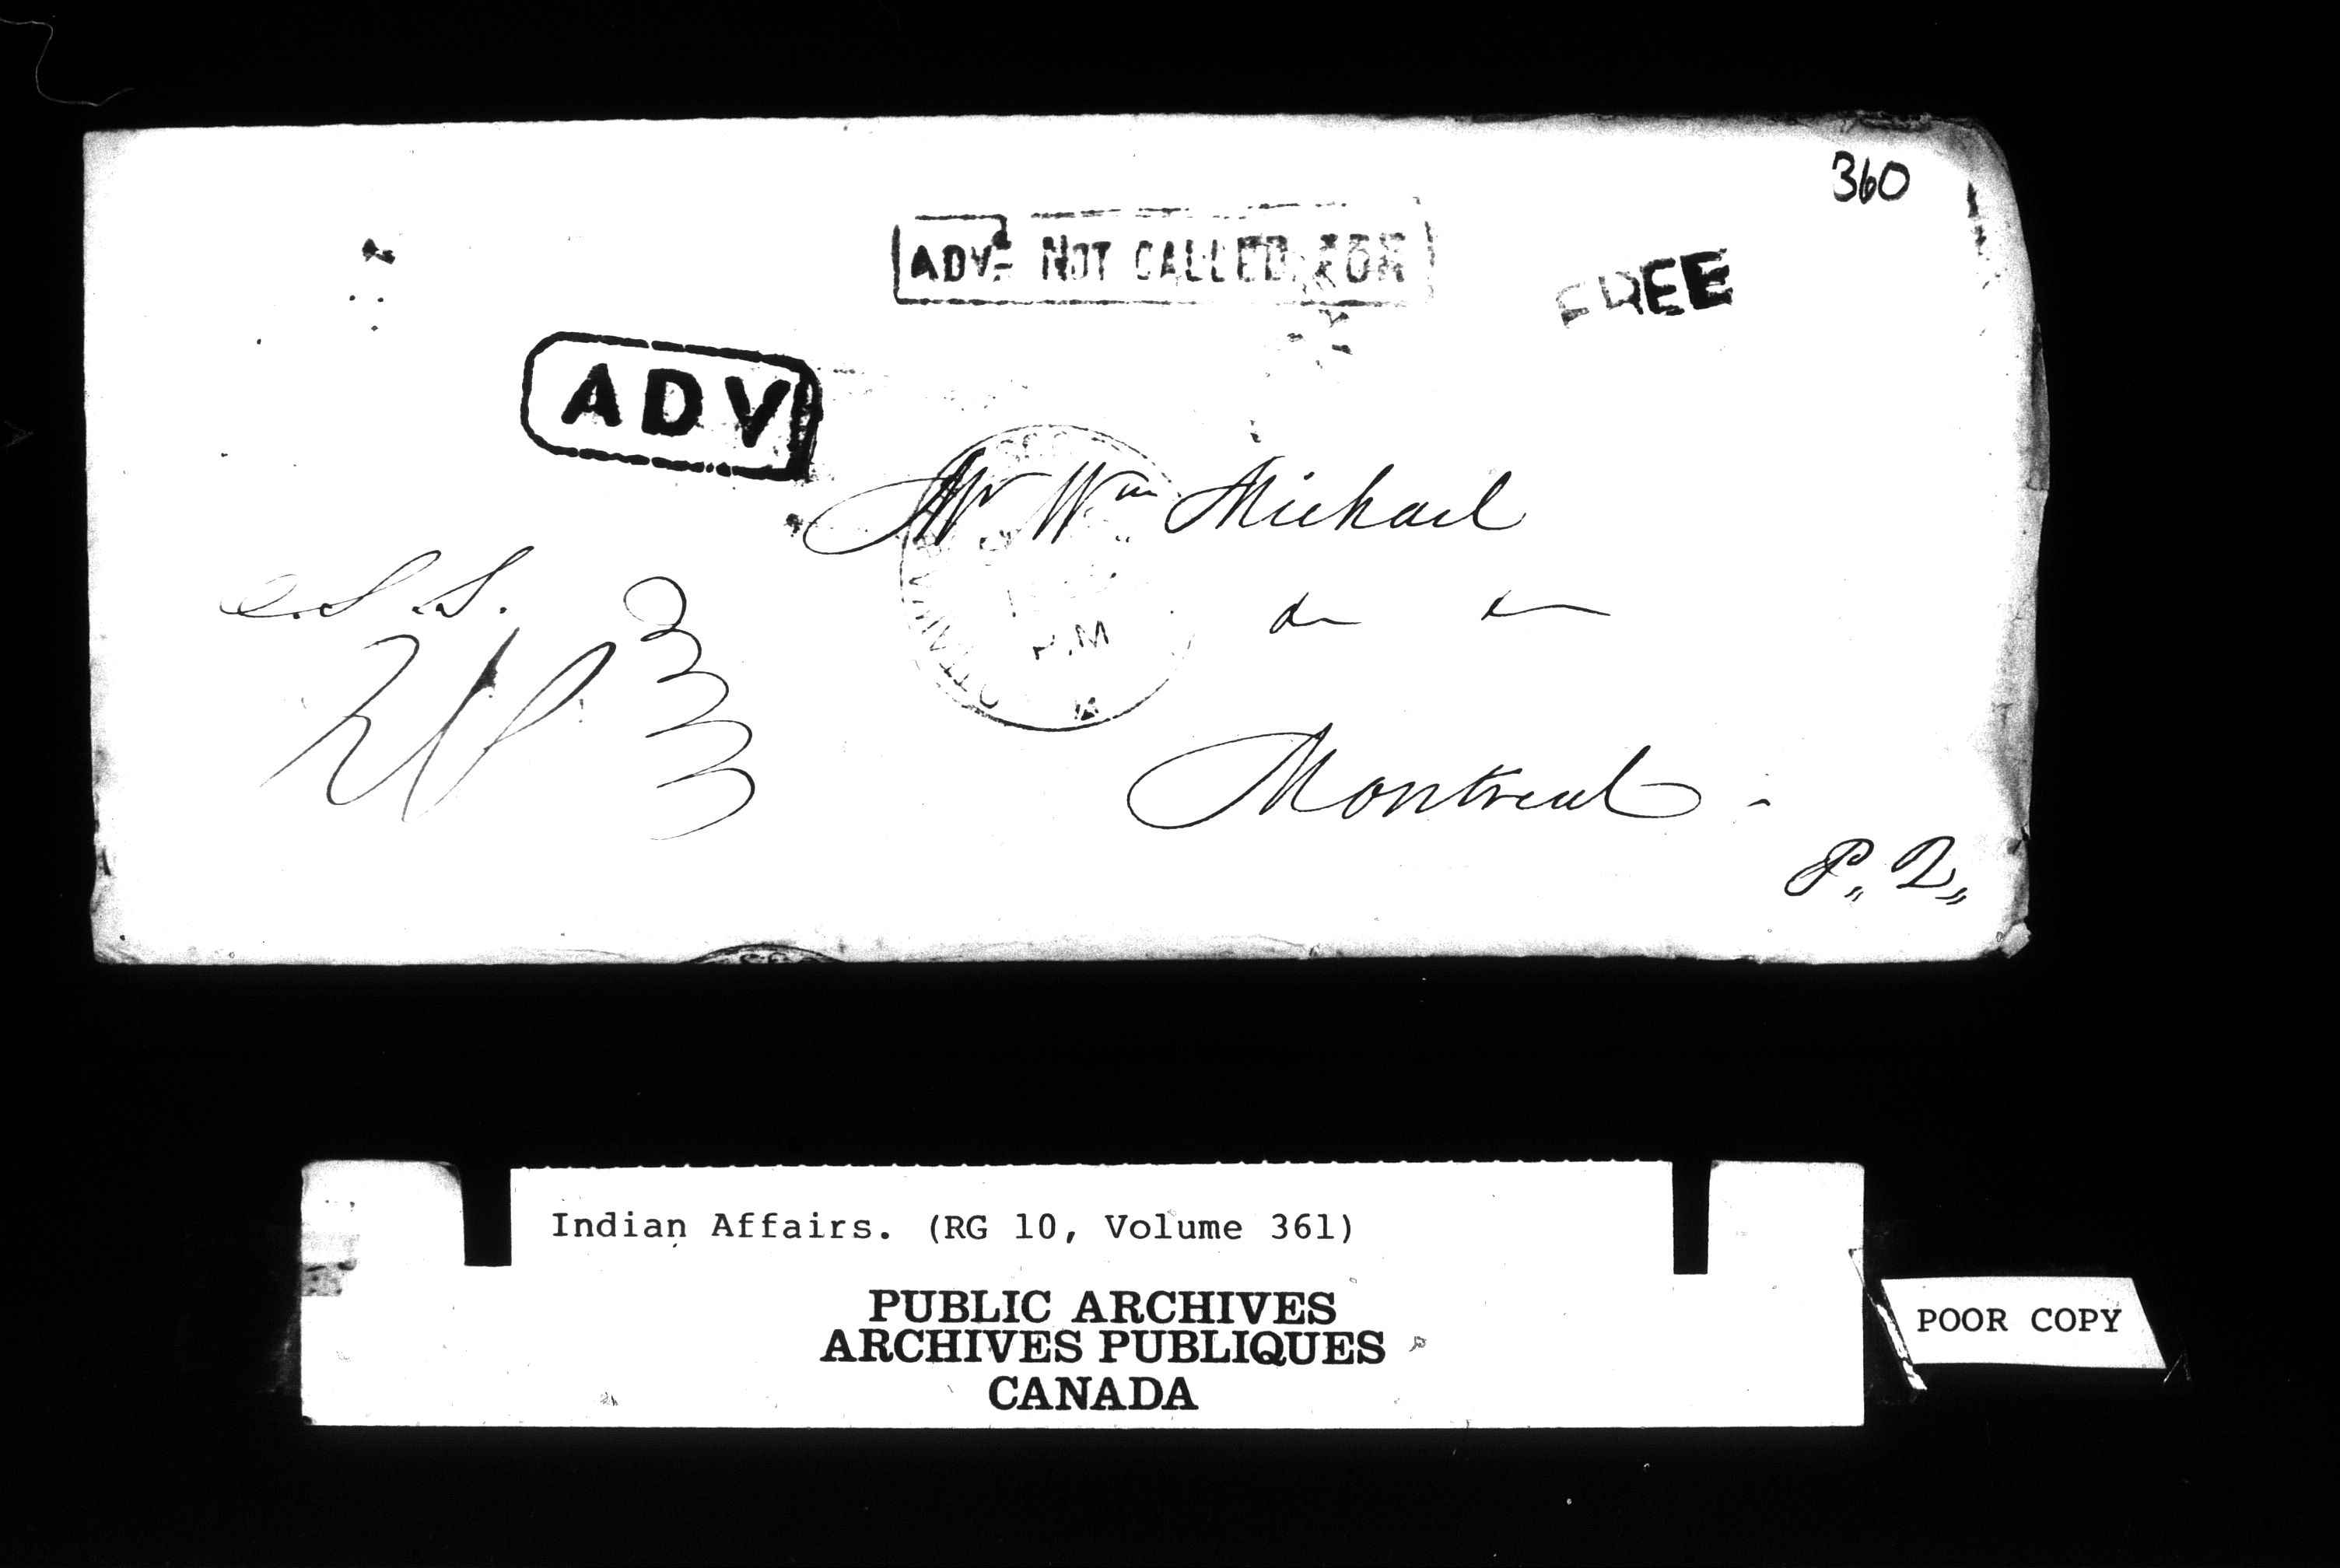 360
ADV= NOT CALLED FOR
FREE
ADV
Mr. Wm Michael
P.M
OTTAWA
Montreal -
P. Q.
Indian Affairs. (RG 10, Volume 361)
PUBLIC ARCHIVES
ARCHIVES PUBLIQUES
CANADA
POOR COPY